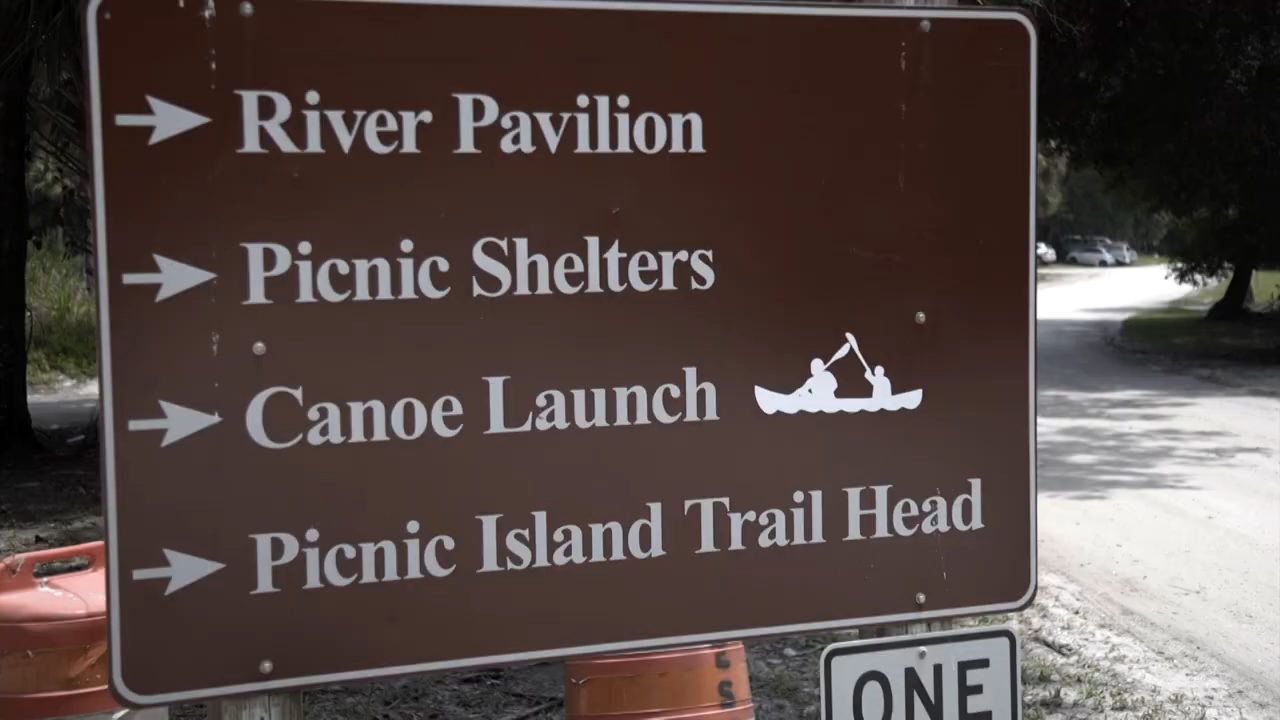 River Pavilion
Picnic Shelters
Canoe Launch
Picnic Island Trail Head
ONE